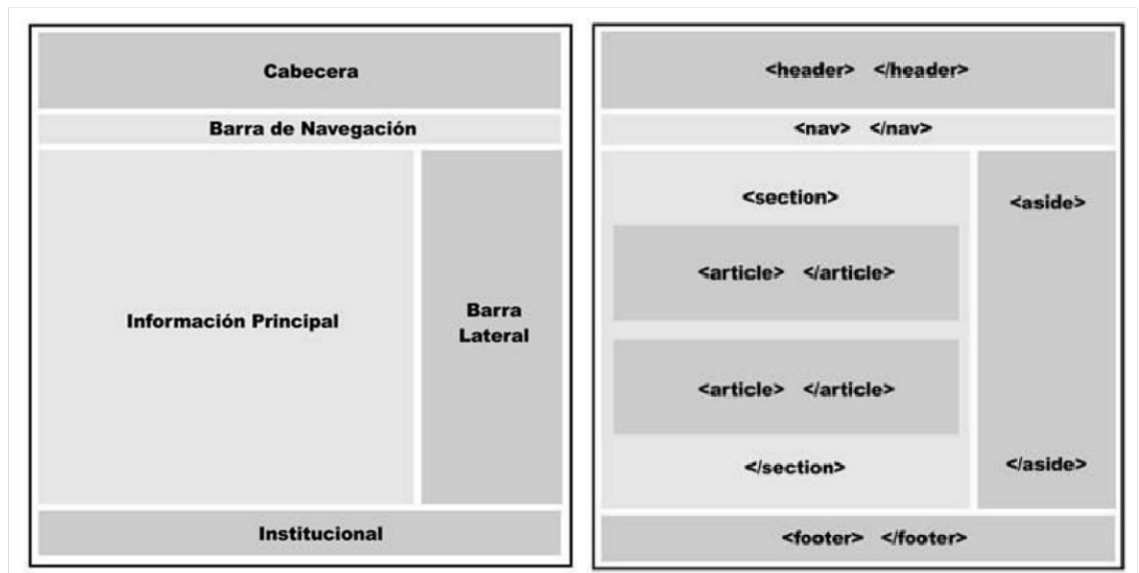 Cabecera
Barra de Navegación
Información Principal
Barra
Lateral
Institucional
<header> </header>
<nav> </nav>
<section>
<aside>
<article> </article>
<article> </article>
</section>
</aside>
<footer> </footer>